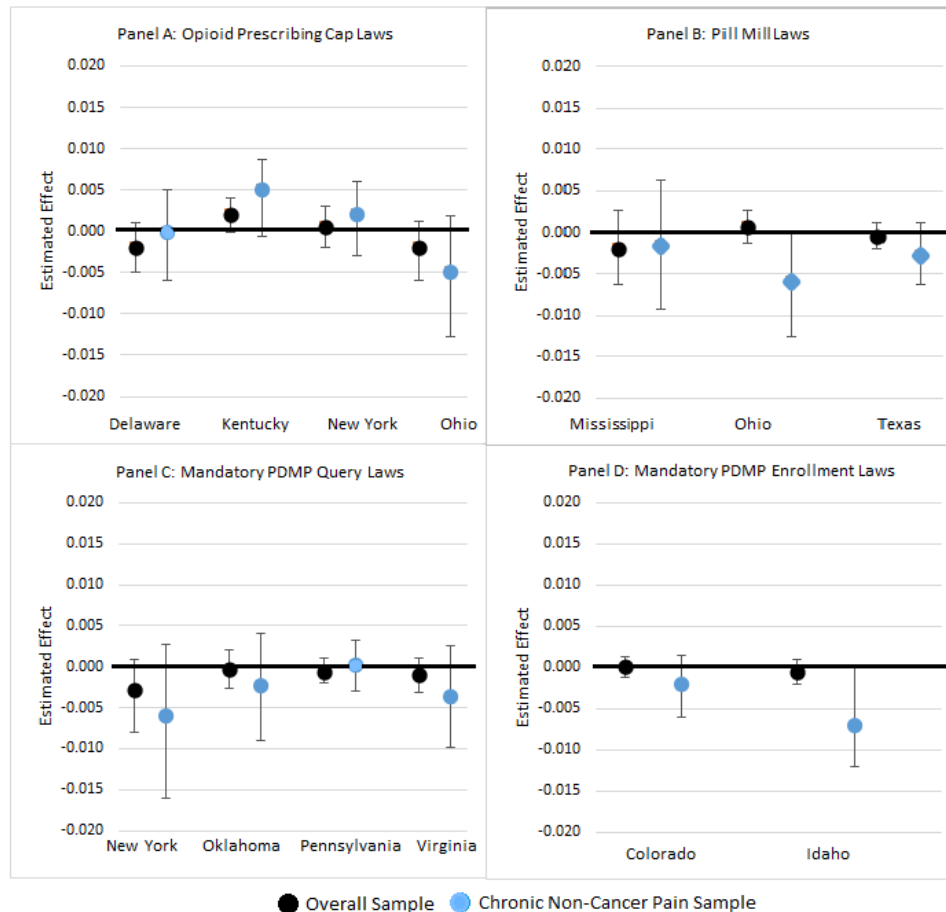 Panel A: Opioid Prescribing Cap Laws
0.020
0.015
0.010
0.005
0.000
-0.005
-0.010
-0.015
-0.020
Estimated Effect
Delaware Kentucky New York Ohio
Panel B: Piill Mill Laws
0.020
0.015
0.010
0.005
0.000
-0.005
-0.010
-0.015
-0.020
Estimated Effect
Mississippi Ohio Texas
Panel C: Mandatory PDMP Query Laws
0.020
0.015
0.010
0.005
0.000
-0.005
-0.010
-0.015
-0.020
Estimated Effect
New York Oklahoma Pennsylvania Virginia
Panel D: Mandatory PDMP Enrollment Laws
0.020
0.015
0.010
0.005
0.000
-0.005
-0.010
-0.015
-0.020
Estimated Effect
Colorado Idaho
Overall Sample Chronic Non-Cancer Pain Sample